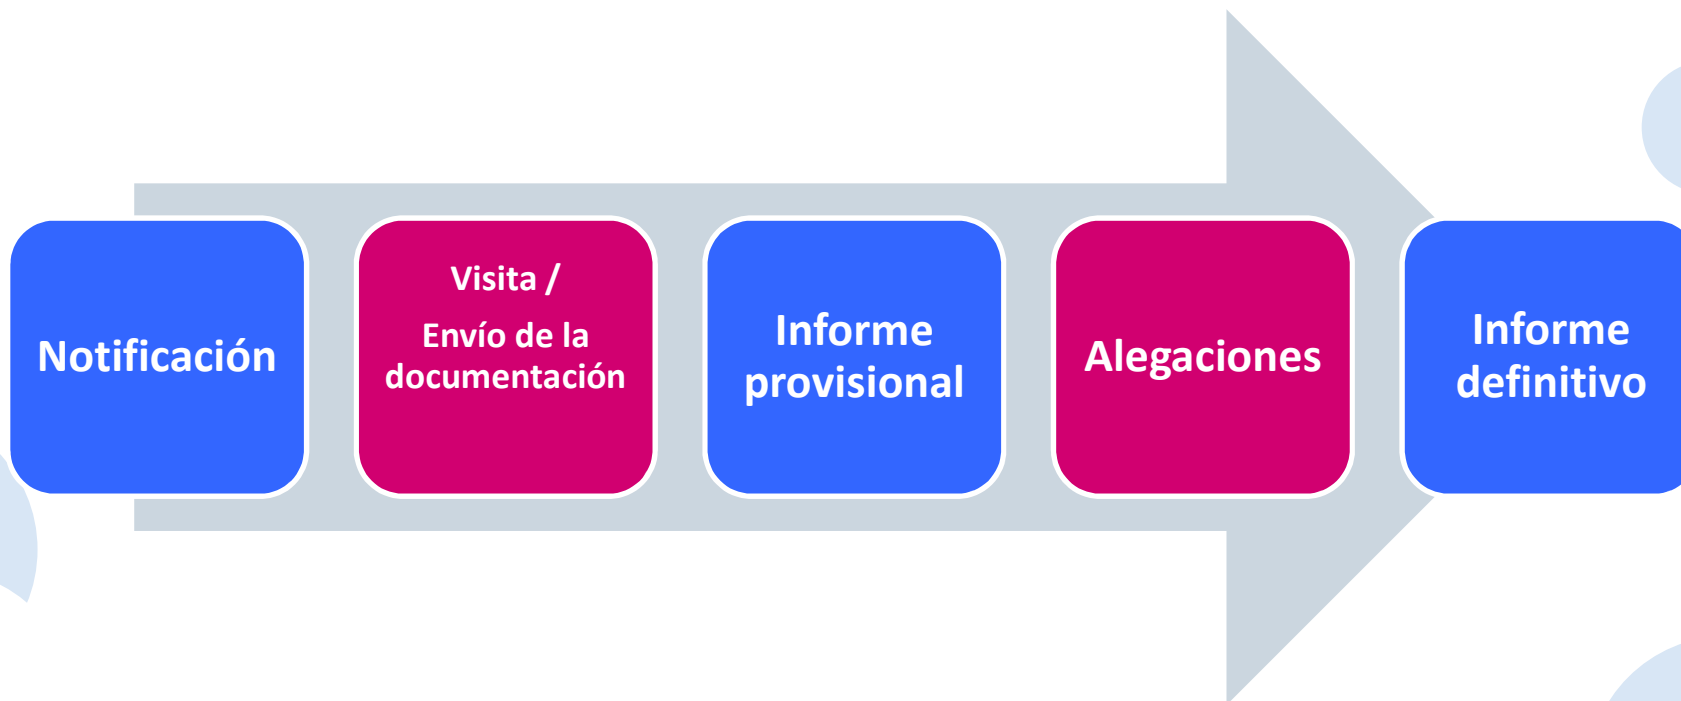 Notificación
Visita /
Envío de la
documentación
Informe
provisional
Alegaciones
Informe
definitivo